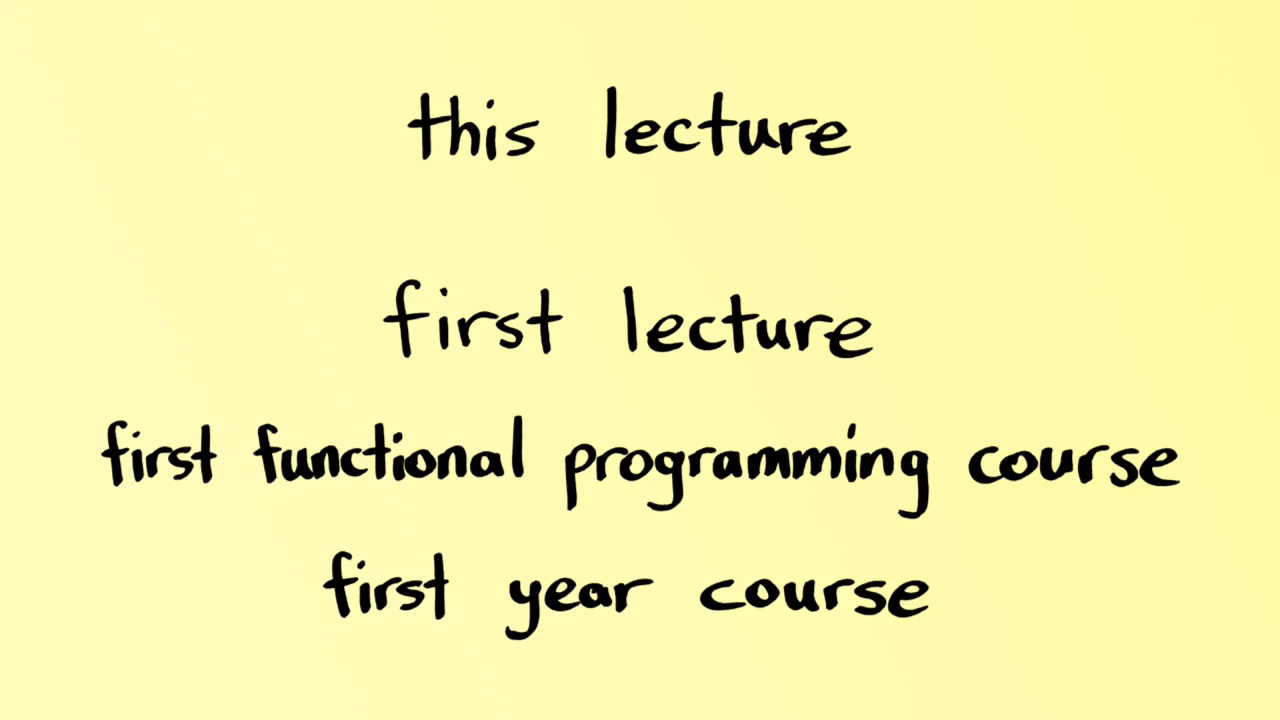 this lecture
first lecture
first functional programming course
first year course